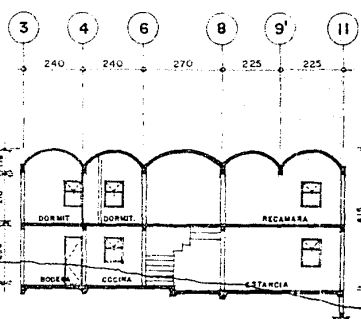 3 4 6 8 9' 11
240 240 270 225 225
DORMIT. DORMIT. RECAMARA
BODEGA COCINA ESTANCIA